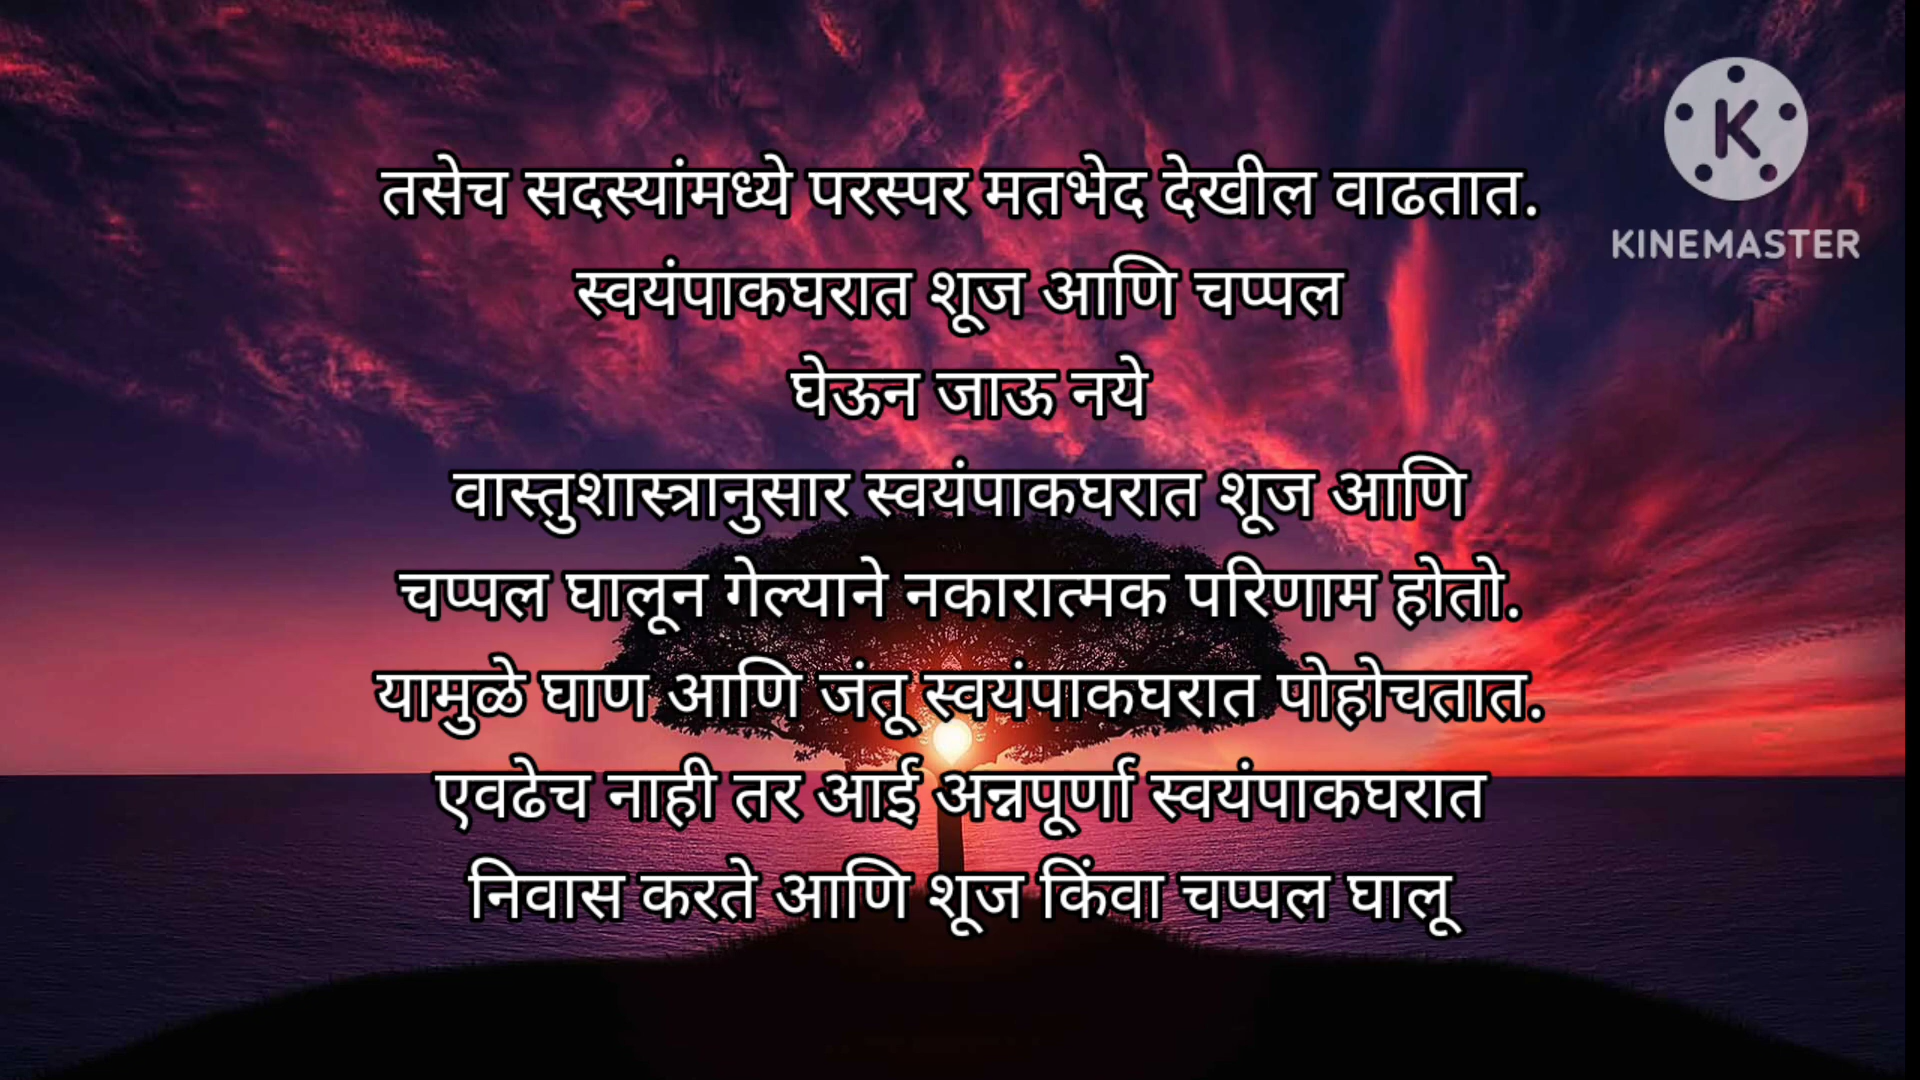 तसेच सदस्यांमध्ये परस्पर मतभेद देखील वाढतात.
स्वयंपाकघरात शूज आणि चप्पल
घेऊन जाऊ नये
वास्तुशास्त्रानुसार स्वयंपाकघरात शूज आणि
चप्पल घालून गेल्याने नकारात्मक परिणाम होतो.
यामुळे घाण आणि जंतू स्वयंपाकघरात पोहोचतात.
एवढेच नाही तर आई अन्नपूर्णा स्वयंपाकघरात
निवास करते आणि शूज किंवा चप्पल घालू
K
KINEMASTER